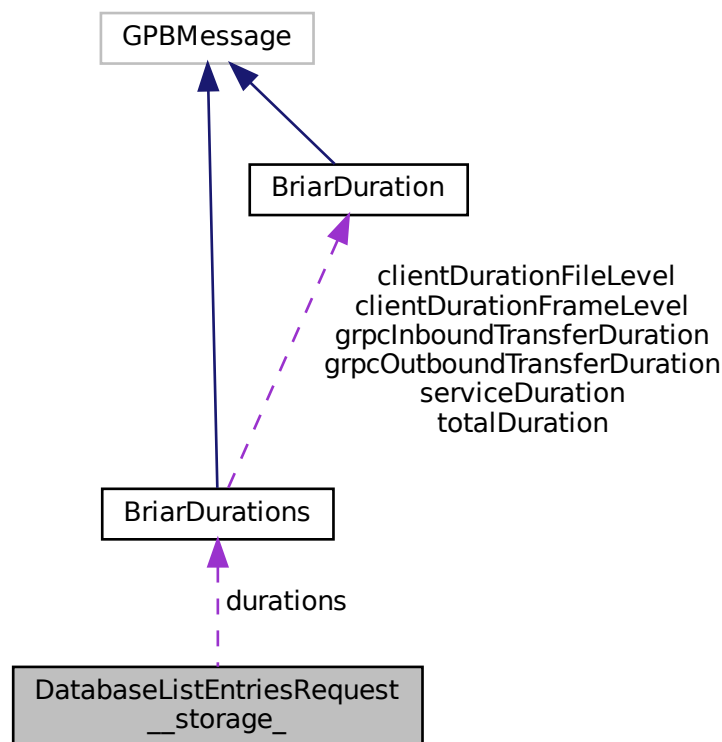 GPBMessage
BriarDuration
clientDurationFileLevel
clientDurationFrameLevel
grpcInboundTransferDuration
grpcOutboundTransferDuration
serviceDuration
totalDuration
BriarDurations
durations
DatabaseListEntriesRequest
__storage_